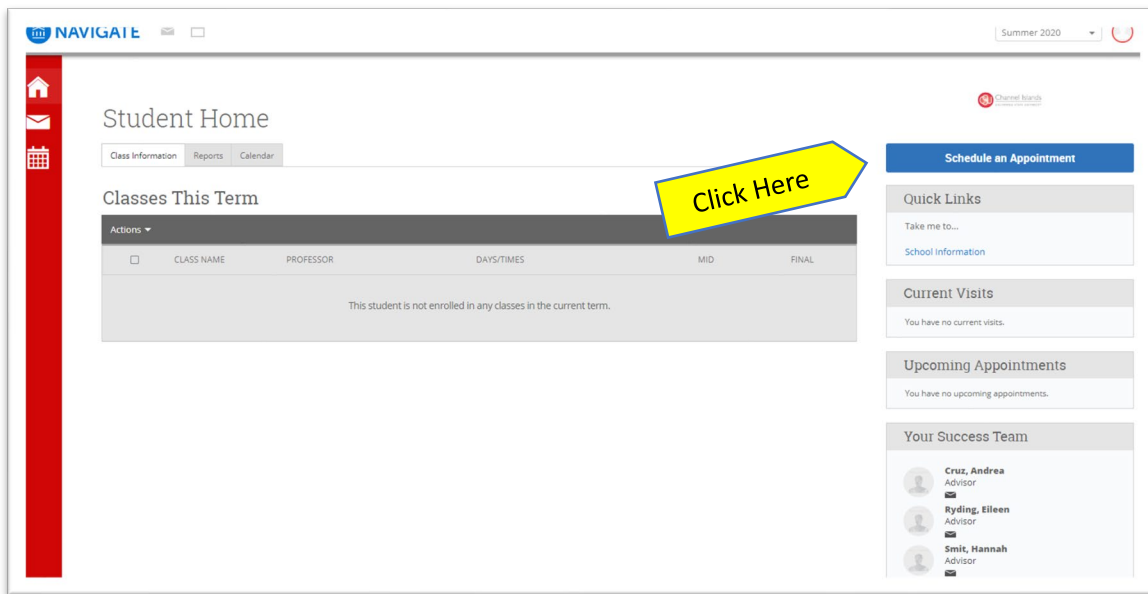 NAVIGATE
Summer 2020
Channel Islands
Student Home
Class Information Reports Calendar
Schedule an Appointment
Click Here
Classes This Term
Actions
CLASS NAME PROFESSOR DAYS/TIMES MID FINAL
This student is not enrolled in any classes in the current term.
Quick Links
Take me to...
School Information
Current Visits
You have no current visits.
Upcoming Appointments
You have no upcoming appointments.
Your Success Team
Cruz, Andrea
Advisor
Ryding, Eileen
Advisor
Smit, Hannah
Advisor